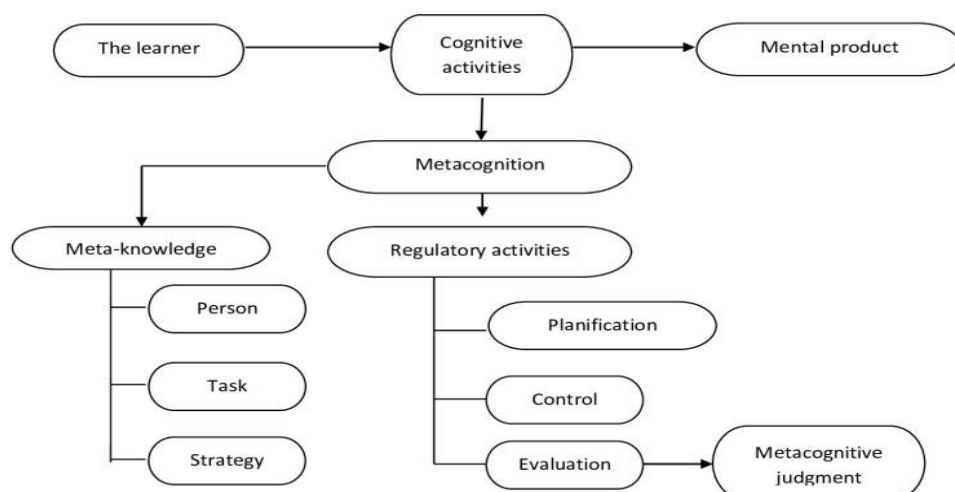 The learner
Cognitive
activities
Mental product
Metacognition
Meta-knowledge
Regulatory activities
Person
Planification
Task
Control
Strategy
Evaluation
Metacognitive
judgment